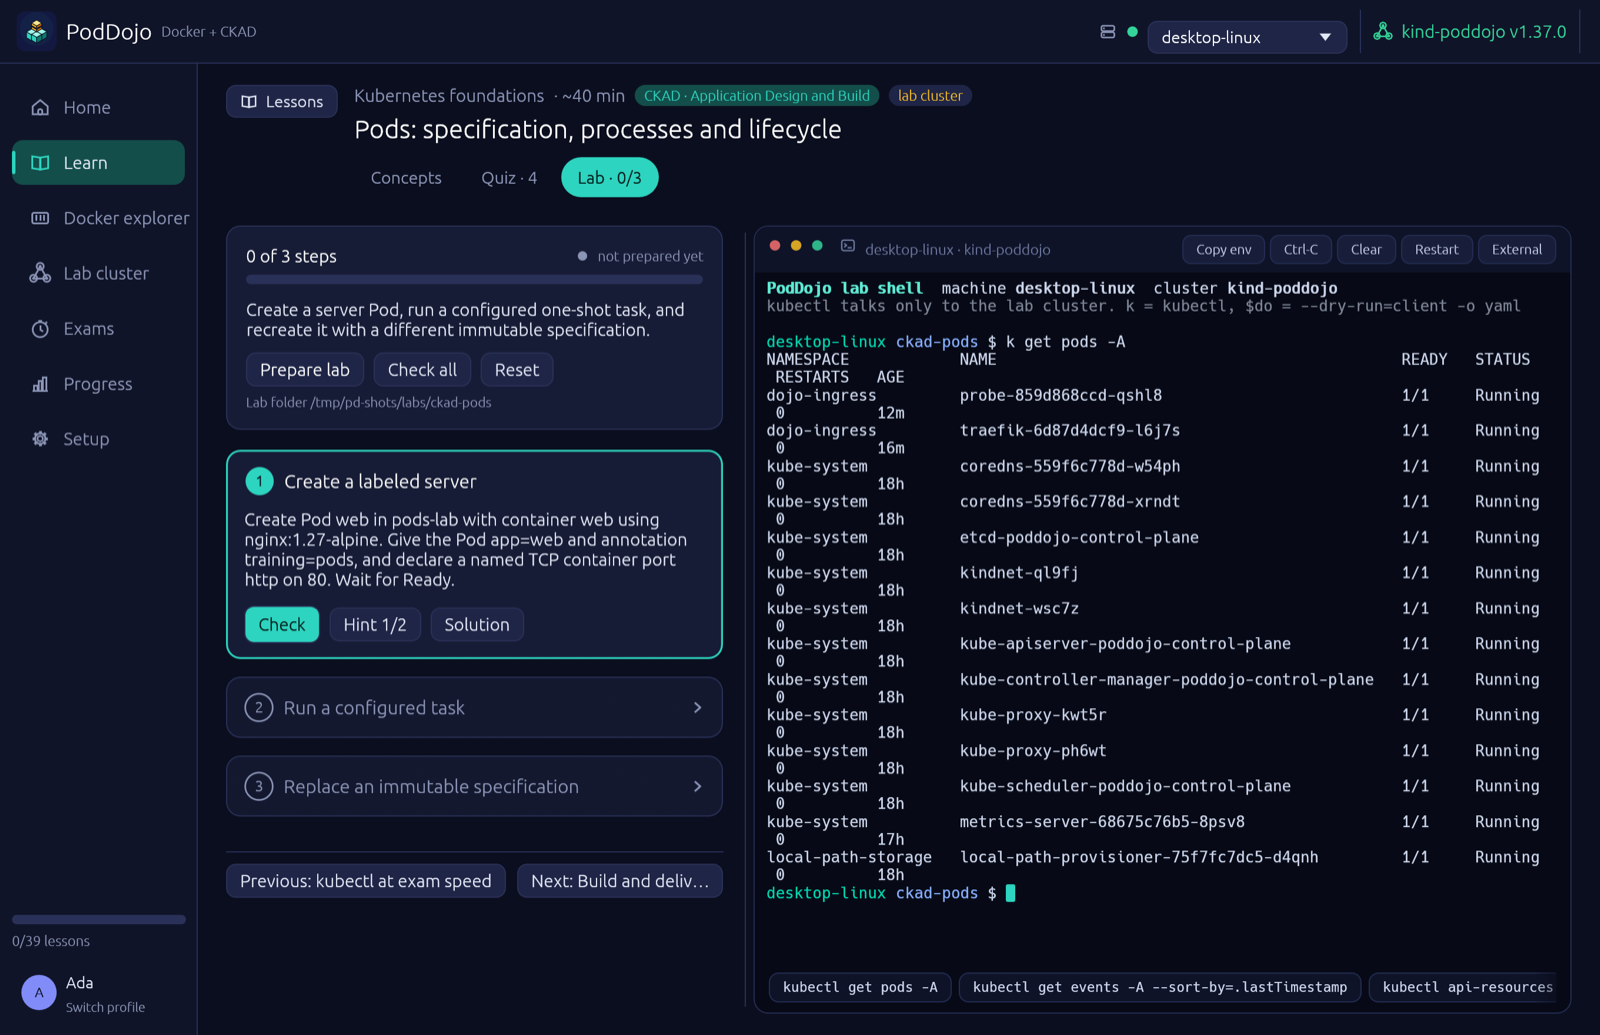 PodDojo Docker + CKAD
desktop-linux
kind-poddojo v1.37.0
Home
Learn
Docker explorer
Lab cluster
Exams
Progress
Setup
0/39 lessons
A
Ada
Switch profile
Lessons
Kubernetes foundations · ~40 min CKAD · Application Design and Build lab cluster
Pods: specification, processes and lifecycle
Concepts Quiz · 4 Lab · 0/3
0 of 3 steps not prepared yet
Create a server Pod, run a configured one-shot task, and
recreate it with a different immutable specification.
Prepare lab Check all Reset
Lab folder /tmp/pd-shots/labs/ckad-pods
1 Create a labeled server
Create Pod web in pods-lab with container web using
nginx:1.27-alpine. Give the Pod app=web and annotation
training=pods, and declare a named TCP container port
http on 80. Wait for Ready.
Check Hint 1/2 Solution
2 Run a configured task
3 Replace an immutable specification
Previous: kubectl at exam speed Next: Build and deliv…
desktop-linux · kind-poddojo Copy env Ctrl-C Clear Restart External
PodDojo lab shell machine desktop-linux cluster kind-poddojo
kubectl talks only to the lab cluster. k = kubectl, $do = --dry-run=client -o yaml
desktop-linux ckad-pods $ k get pods -A
NAMESPACE NAME READY STATUS
RESTARTS AGE
dojo-ingress probe-859d868ccd-qshl8 1/1 Running
0 12m
dojo-ingress traefik-6d87d4dcf9-l6j7s 1/1 Running
0 16m
kube-system coredns-559f6c778d-w54ph 1/1 Running
0 18h
kube-system coredns-559f6c778d-xrndt 1/1 Running
0 18h
kube-system etcd-poddojo-control-plane 1/1 Running
0 18h
kube-system kindnet-ql9fj 1/1 Running
0 18h
kube-system kindnet-wsc7z 1/1 Running
0 18h
kube-system kube-apiserver-poddojo-control-plane 1/1 Running
0 18h
kube-system kube-controller-manager-poddojo-control-plane 1/1 Running
0 18h
kube-system kube-proxy-kwt5r 1/1 Running
0 18h
kube-system kube-proxy-ph6wt 1/1 Running
0 18h
kube-system kube-scheduler-poddojo-control-plane 1/1 Running
0 18h
kube-system metrics-server-68675c76b5-8psv8 1/1 Running
0 17h
local-path-storage local-path-provisioner-75f7fc7dc5-d4qnh 1/1 Running
0 18h
desktop-linux ckad-pods $
kubectl get pods -A kubectl get events -A --sort-by=.lastTimestamp kubectl api-resources